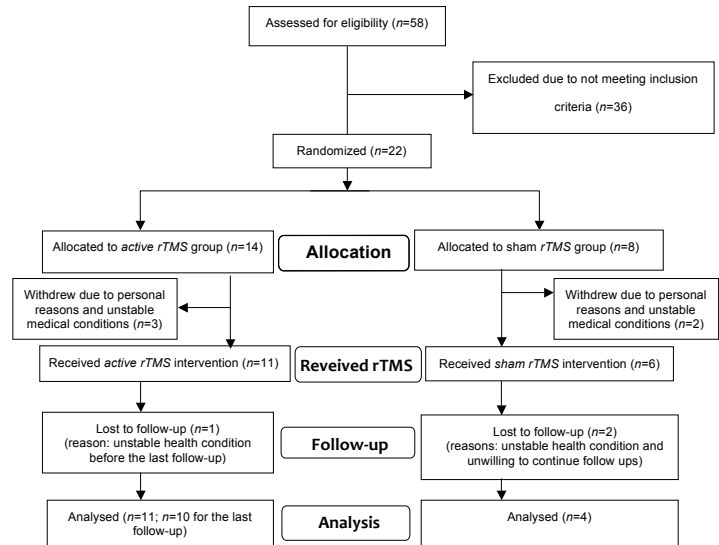 Assessed for eligibility (n=58)
Excluded due to not meeting inclusion
criteria (n=36)
Randomized (n=22)
Allocated to active rTMS group (n=14)
Allocation
Allocated to sham rTMS group (n=8)
Withdrew due to personal
reasons and unstable
medical conditions (n=3)
Withdrew due to personal
reasons and unstable
medical conditions (n=2)
Received active rTMS intervention (n=11)
Reveived rTMS
Received sham rTMS intervention (n=6)
Lost to follow-up (n=1)
(reason: unstable health condition
before the last follow-up)
Follow-up
Lost to follow-up (n=2)
(reasons: unstable health condition and
unwilling to continue follow ups)
Analysed (n=11; n=10 for the last
follow-up)
Analysis
Analysed (n=4)